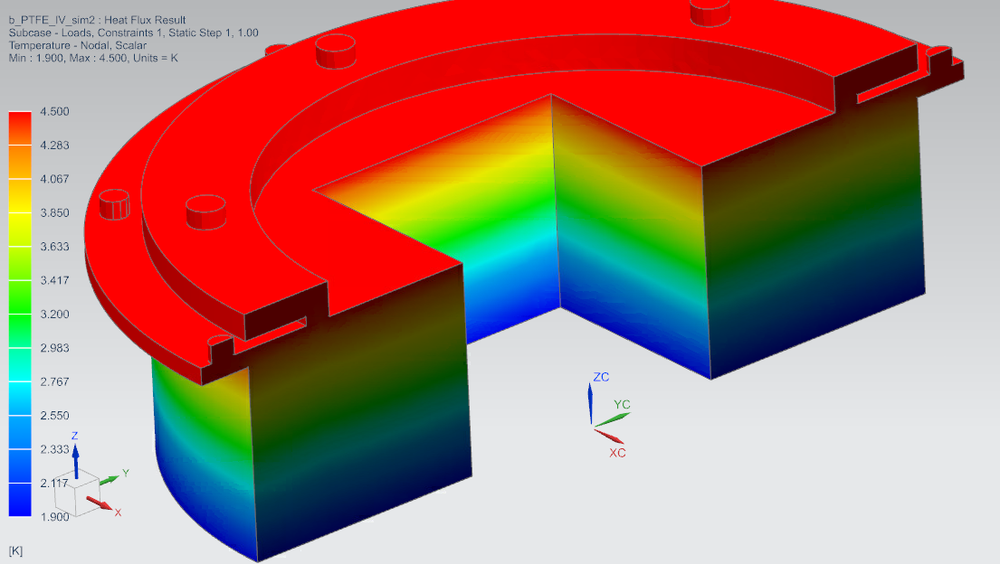 b_PTFE_IV_sim2 : Heat Flux Result
Subcase - Loads, Constraints 1, Static Step 1, 1.00
Temperature - Nodal, Scalar
Min : 1.900, Max : 4.500, Units = K
4.500
4.283
4.067
3.850
3.633
3.417
3.200
2.983
2.767
2.550
2.333
2.117
1.900
[K]
Z
Y
X
ZC
YC
XC